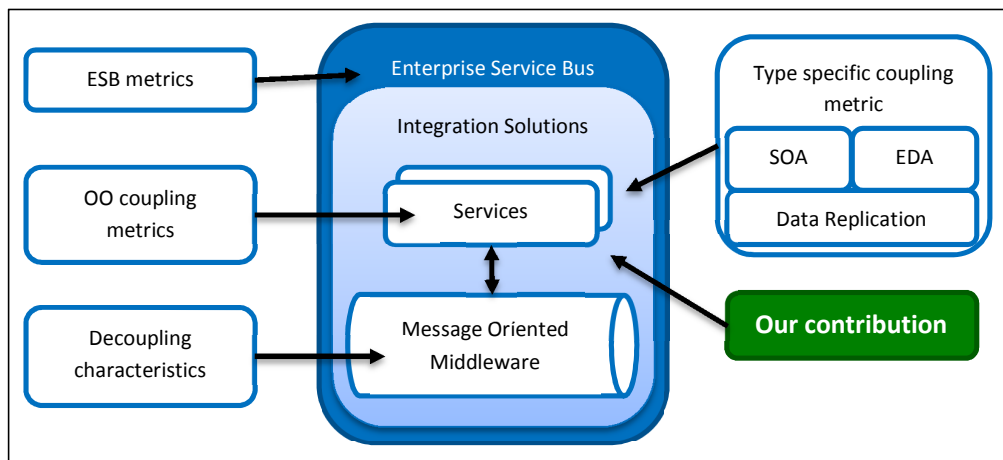 ESB metrics
OO coupling
metrics
Decoupling
characteristics
Enterprise Service Bus
Integration Solutions
Services
Message Oriented
Middleware
Type specific coupling
metric
SOA
EDA
Data Replication
Our contribution